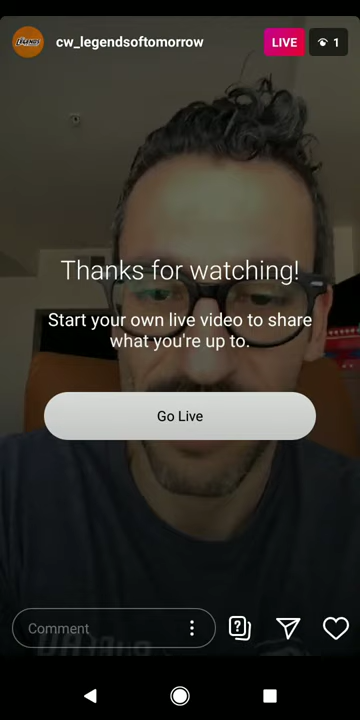 cw_legendsoftomorrow
LIVE
1
Thanks for watching!
Start your own live video to share
what you're up to.
Go Live
Comment